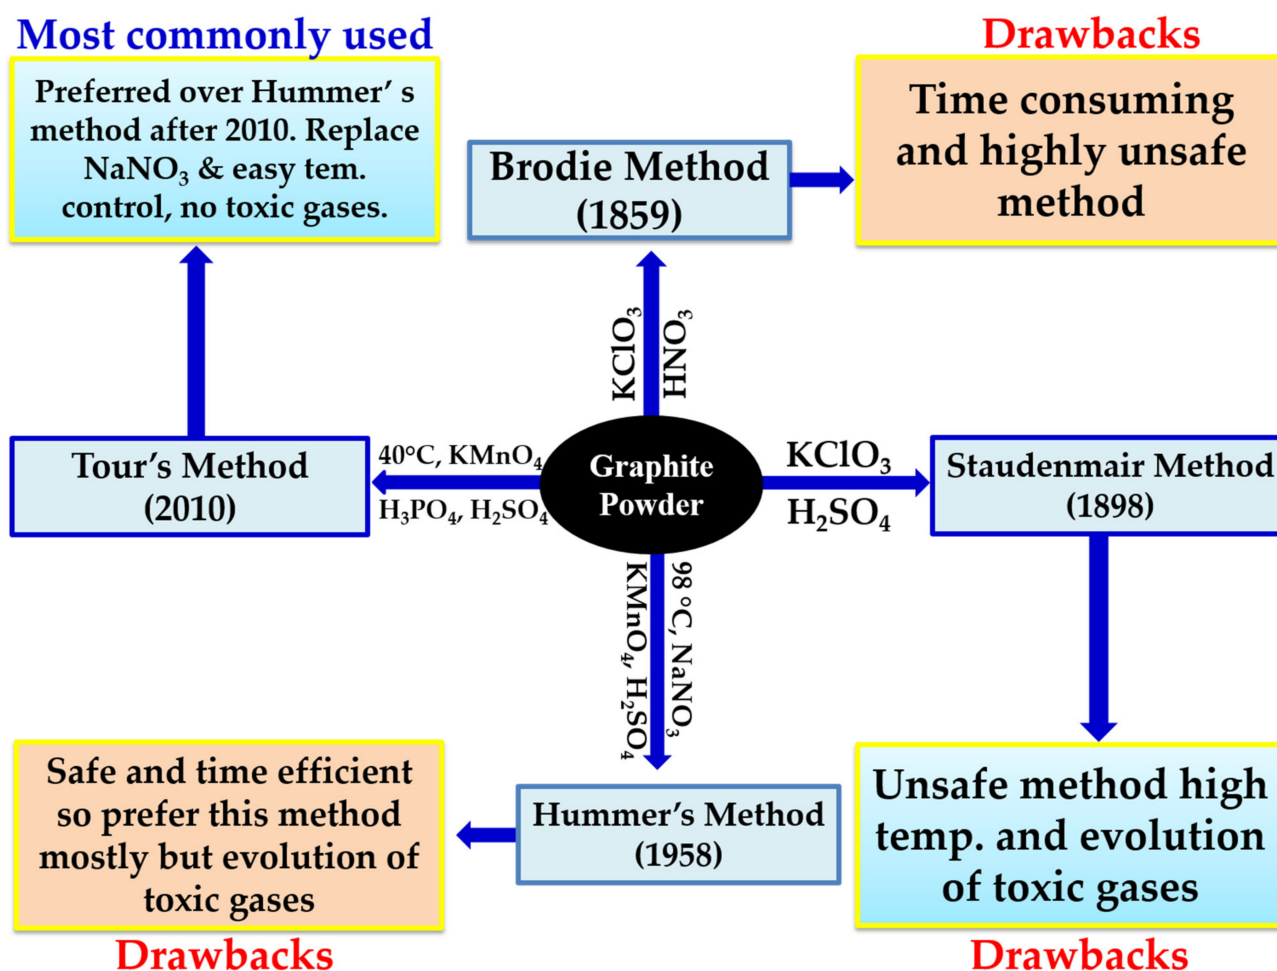 Most commonly used
Preferred over Hummer' s
method after 2010. Replace
NaNO₃ & easy tem.
control, no toxic gases.
Drawbacks
Time consuming
and highly unsafe
method
Brodie Method
(1859)
KClO₃
HNO₃
Tour's Method
(2010)
40°C, KMnO₄
H₃PO₄, H₂SO₄
Graphite
Powder
KClO₃
H₂SO₄
Staudenmair Method
(1898)
98 °C, NaNO₃
KMnO₄, H₂SO₄
Safe and time efficient
so prefer this method
mostly but evolution of
toxic gases
Drawbacks
Hummer's Method
(1958)
Unsafe method high
temp. and evolution
of toxic gases
Drawbacks